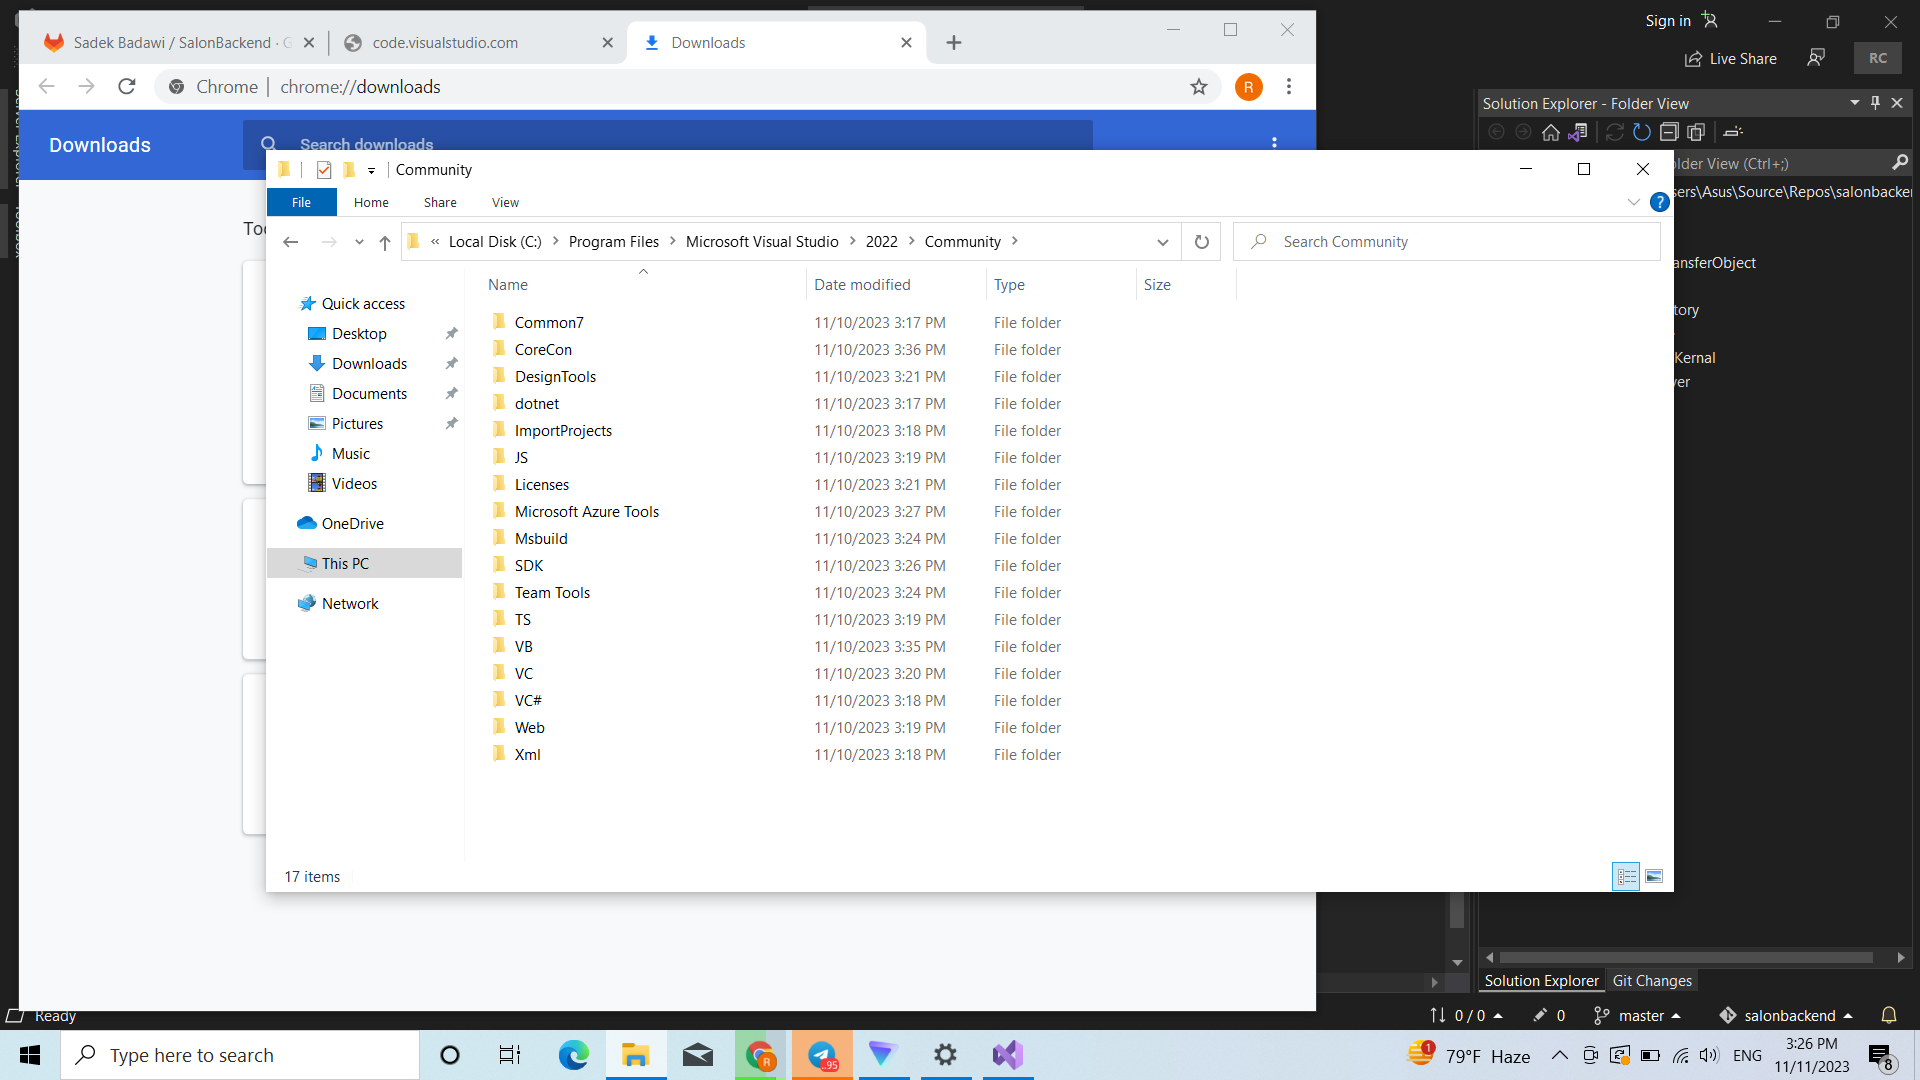 Sign in
Sadek Badawi / SalonBackend · G
code.visualstudio.com
Downloads
Live Share
RC
Chrome | chrome://downloads
R
Solution Explorer - Folder View
Downloads
Search downloads
Community
older View (Ctrl+;)
File
Home
Share
View
sers\Asus\Source\Repos\salonbacke
« Local Disk (C:) > Program Files > Microsoft Visual Studio > 2022 > Community >
Search Community
ansferObject
Name
Date modified
Type
Size
tory
Kernal
ver
Quick access
Desktop
Downloads
Documents
Pictures
Music
Videos
OneDrive
This PC
Network
Common7 11/10/2023 3:17 PM File folder
CoreCon 11/10/2023 3:36 PM File folder
DesignTools 11/10/2023 3:21 PM File folder
dotnet 11/10/2023 3:17 PM File folder
ImportProjects 11/10/2023 3:18 PM File folder
JS 11/10/2023 3:19 PM File folder
Licenses 11/10/2023 3:21 PM File folder
Microsoft Azure Tools 11/10/2023 3:27 PM File folder
Msbuild 11/10/2023 3:24 PM File folder
SDK 11/10/2023 3:26 PM File folder
Team Tools 11/10/2023 3:24 PM File folder
TS 11/10/2023 3:19 PM File folder
VB 11/10/2023 3:35 PM File folder
VC 11/10/2023 3:20 PM File folder
VC# 11/10/2023 3:18 PM File folder
Web 11/10/2023 3:19 PM File folder
Xml 11/10/2023 3:18 PM File folder
17 items
Solution Explorer
Git Changes
Ready
0 / 0
0
master
salonbackend
Type here to search
R
..95
1
79°F Haze
ENG
3:26 PM
11/11/2023
8